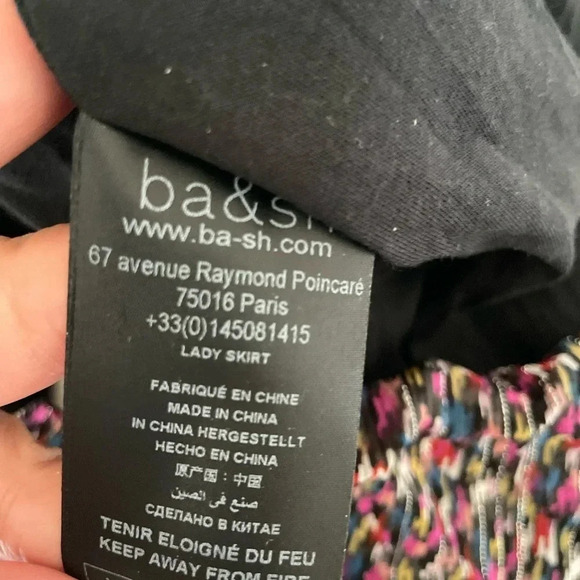 ba&sh
www.ba-sh.com
67 avenue Raymond Poincaré
75016 Paris
+33(0)145081415
LADY SKIRT
FABRIQUÉ EN CHINE
MADE IN CHINA
IN CHINA HERGESTELLT
HECHO EN CHINA
原产国：中国
صنع في الصين
СДЕЛАНО В КИТАЕ
TENIR ELOIGNÉ DU FEU
KEEP AWAY FROM FIRE